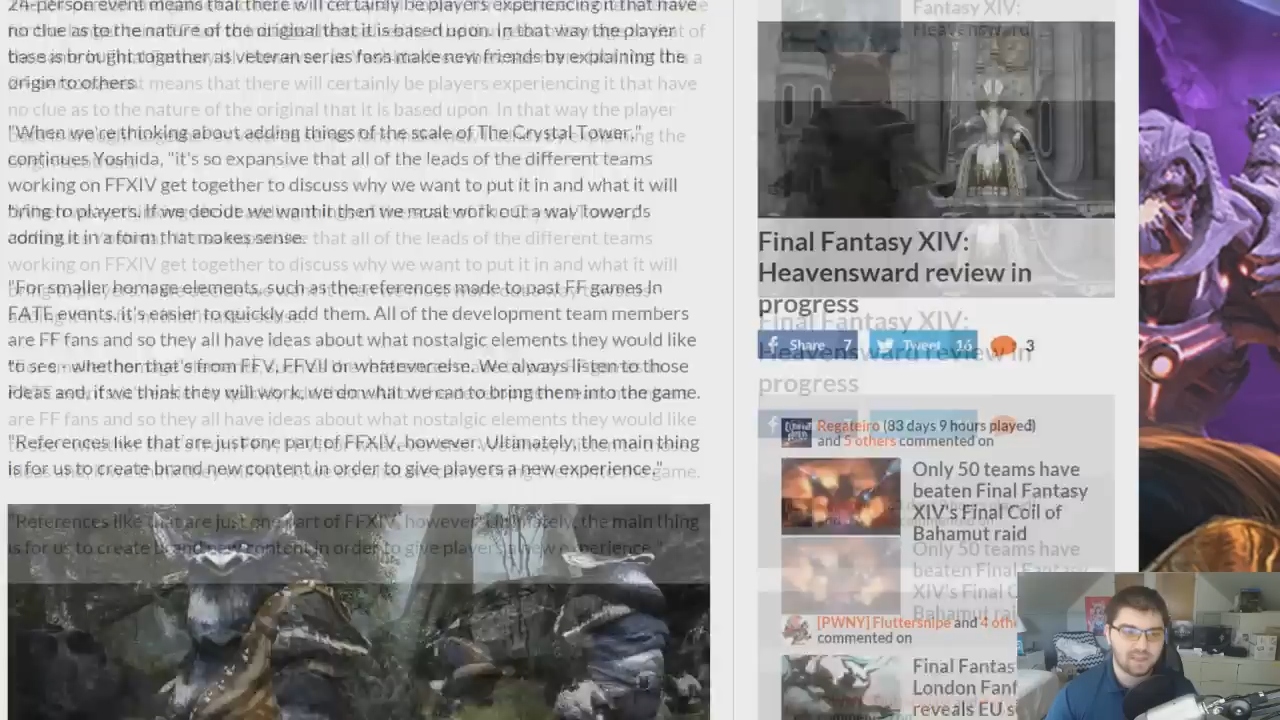 24-person event means that there will certainly be players experiencing it that have
no clue as to the nature of the original that it is based upon. In that way the player
base is brought together, as veteran series fans make new friends by explaining the
origin to others
"When we're thinking about adding things of the scale of The Crystal Tower,"
continues Yoshida, "it's so expansive that all of the leads of the different teams
working on FFXIV get together to discuss why we want to put it in and what it will
bring to players. If we decide we want it then we must work out a way towards
adding it in a form that makes sense.
"For smaller homage elements, such as the references made to past FF games in
FATE events, it's easier to quickly add them. All of the development team members
are FF fans and so they all have ideas about what nostalgic elements they would like
to see - whether that's from FFV, FFVII or whatever else. We always listen to those
ideas and, if we think they will work, we do what we can to bring them into the game.
"References like that are just one part of FFXIV, however. Ultimately, the main thing
is for us to create brand new content in order to give players a new experience."
Final Fantasy XIV:
Heavensward
Final Fantasy XIV:
Heavensward review in
progress
Share 7 Tweet 16 3
Regateiro (83 days 9 hours played)
and 5 others commented on
Only 50 teams have
beaten Final Fantasy
XIV's Final Coil of
Bahamut raid
[PWNY] Fluttersnipe and 4
commented on
Final
London
reveals EU